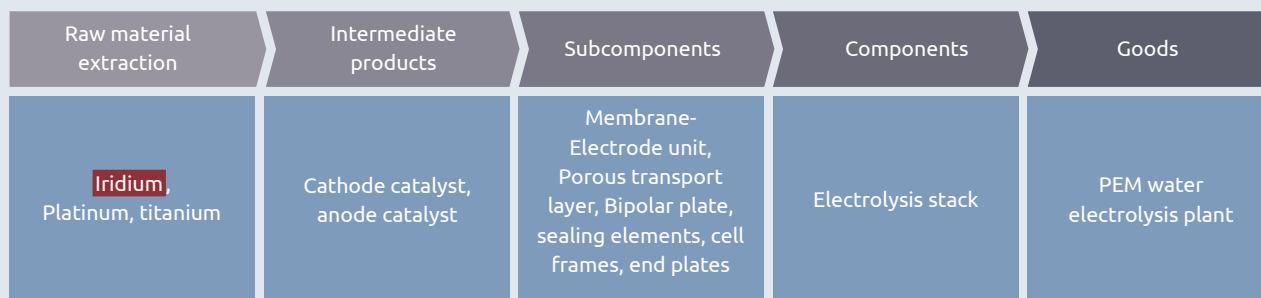 Raw material
extraction
Intermediate
products
Subcomponents
Components
Goods
Iridium,
Platinum, titanium
Cathode catalyst,
anode catalyst
Membrane-
Electrode unit,
Porous transport
layer, Bipolar plate,
sealing elements, cell
frames, end plates
Electrolysis stack
PEM water
electrolysis plant